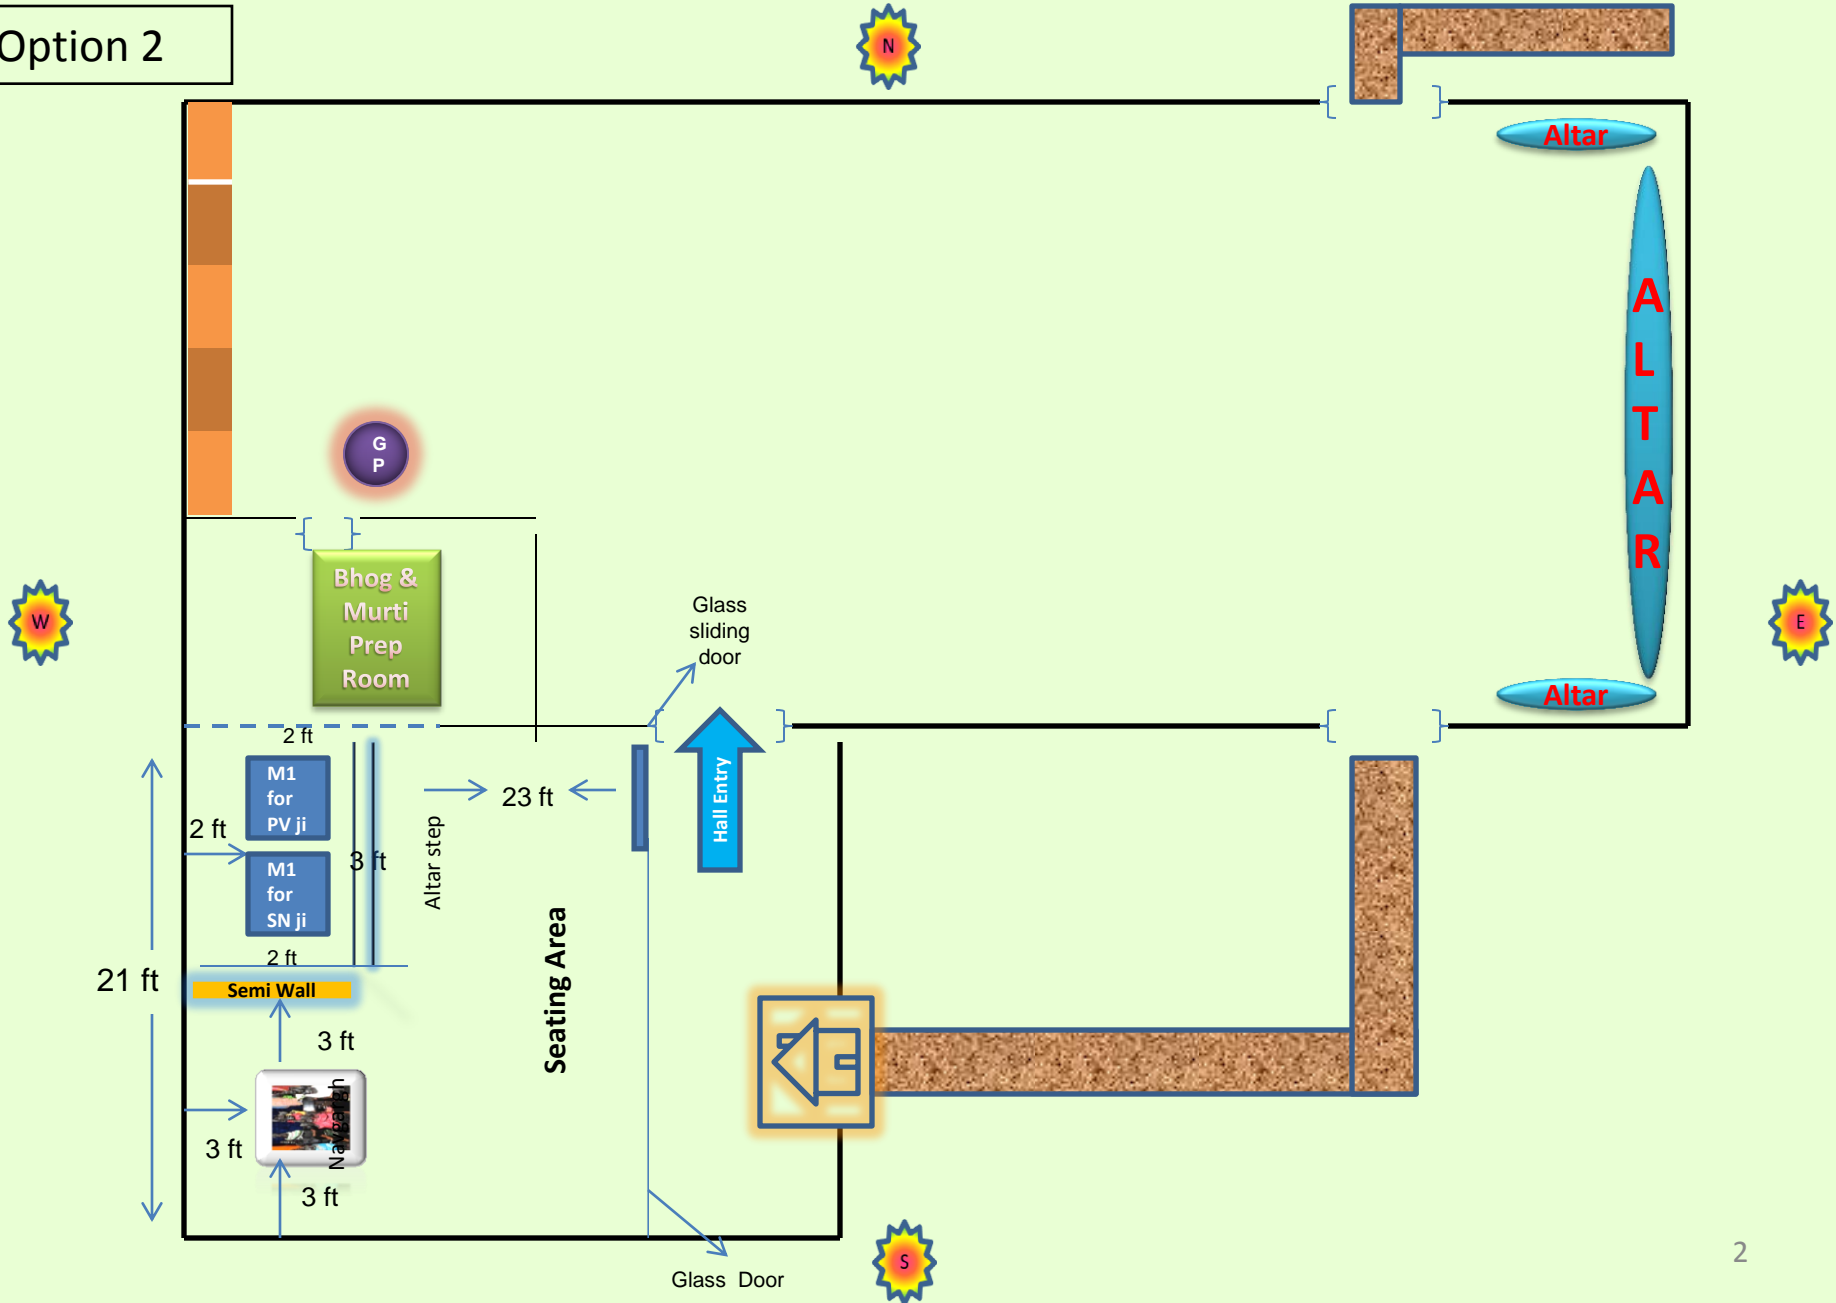 Option 2
N
Altar
A
L
T
A
R
G
P
Bhog &
Murti
Prep
Room
W
Glass
sliding
door
E
Altar
2 ft
M1
for
PV ji
23 ft
Hall Entry
2 ft
3 ft
Altar step
M1
for
SN ji
2 ft
Seating Area
21 ft
Semi Wall
3 ft
Navgargh
3 ft
3 ft
S
Glass Door
2